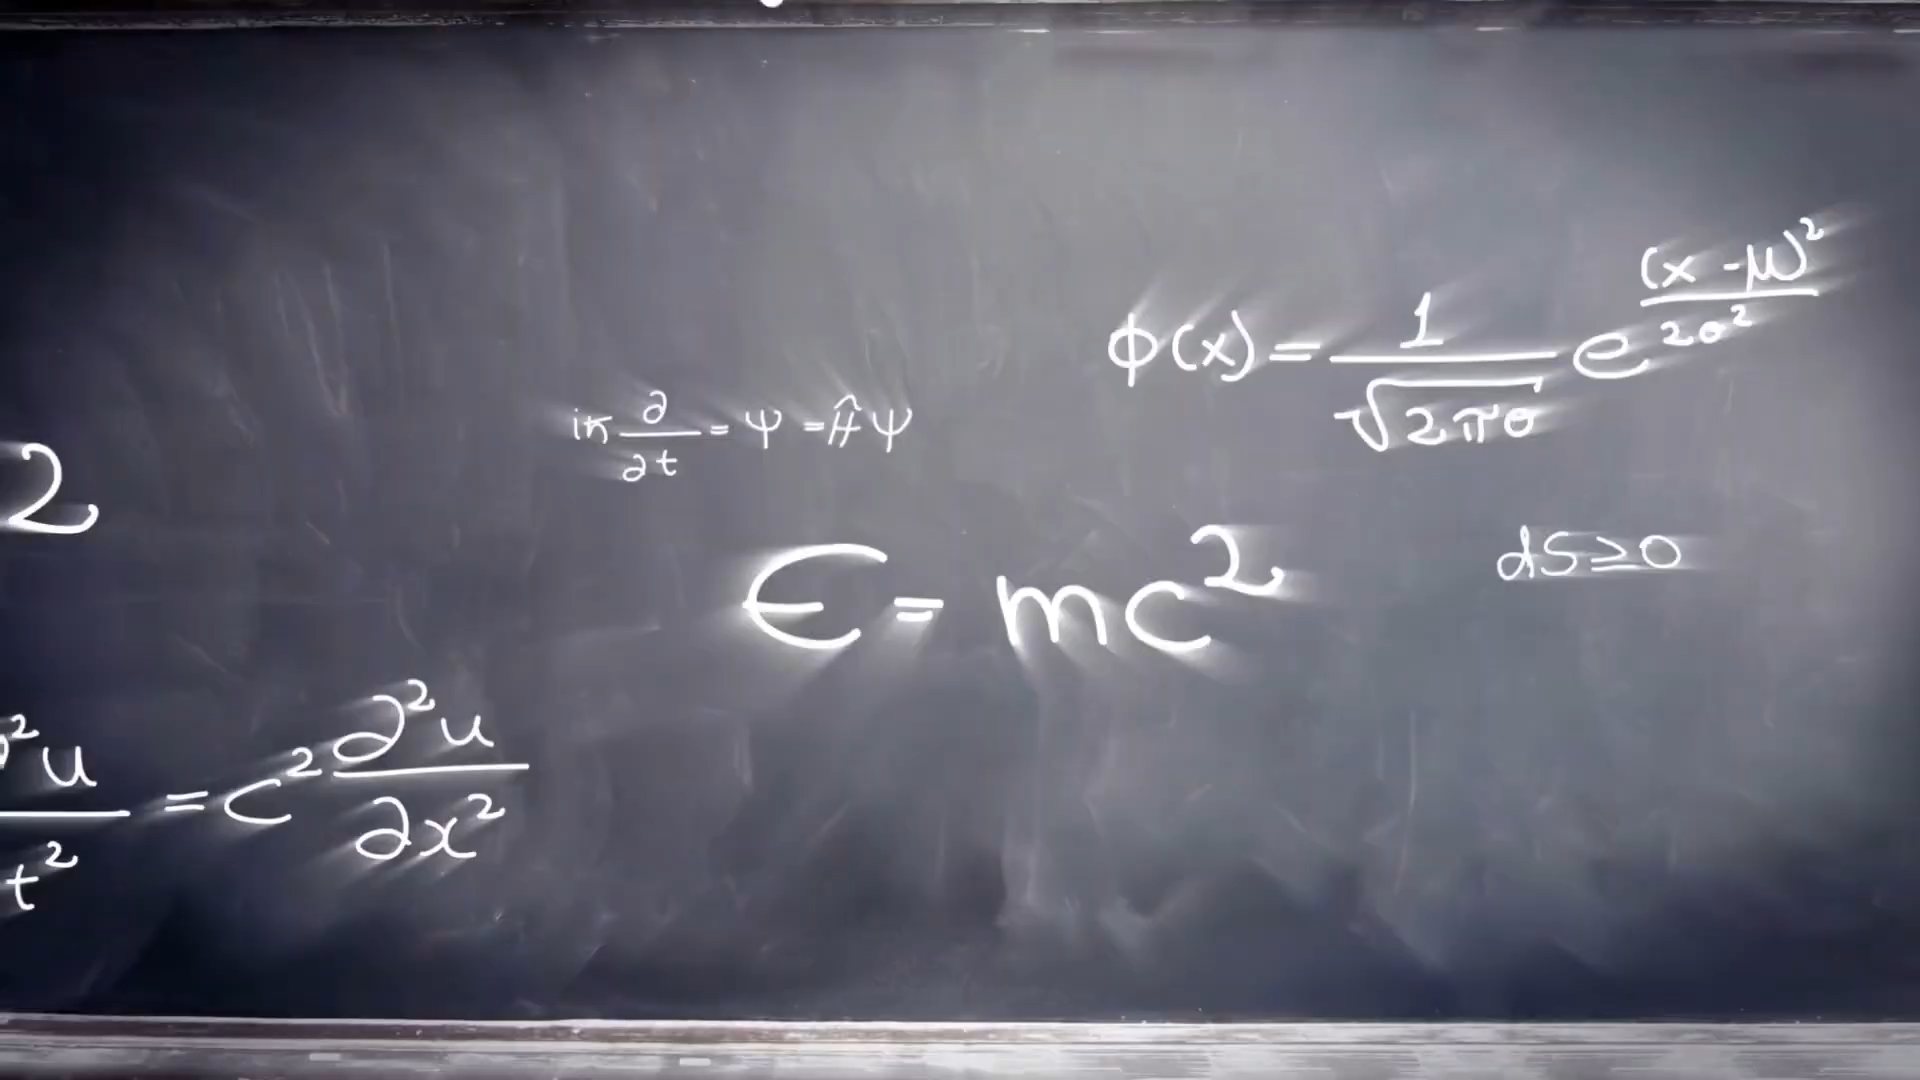 Φ(x) = 1/√2πσ e^(x-μ)²/2σ²
iħ ∂/∂t = Ψ = ĤΨ
2
E = mc²
dS ≥ 0
²u/t² = c² ∂²u/∂x²